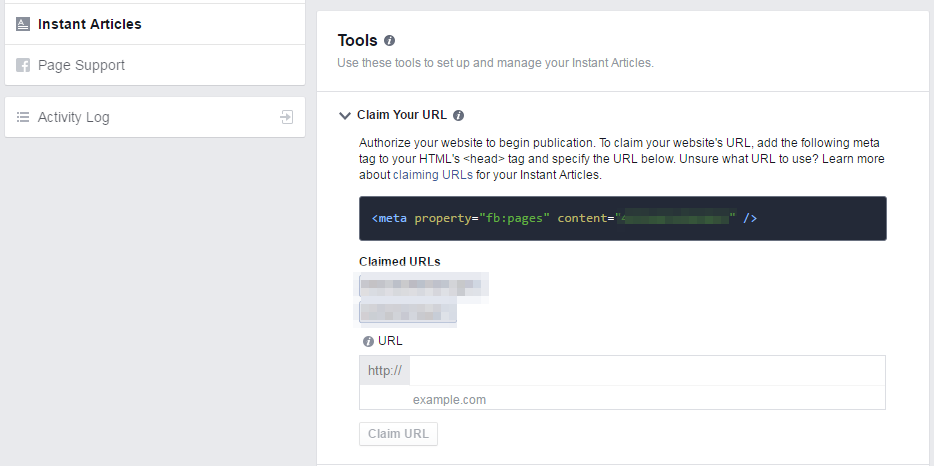 Instant Articles
Page Support
Activity Log
Tools
Use these tools to set up and manage your Instant Articles.
Claim Your URL
Authorize your website to begin publication. To claim your website's URL, add the following meta
tag to your HTML's <head> tag and specify the URL below. Unsure what URL to use? Learn more
about claiming URLs for your Instant Articles.
<meta property="fb:pages" content="" />
Claimed URLs
URL
http://
example.com
Claim URL